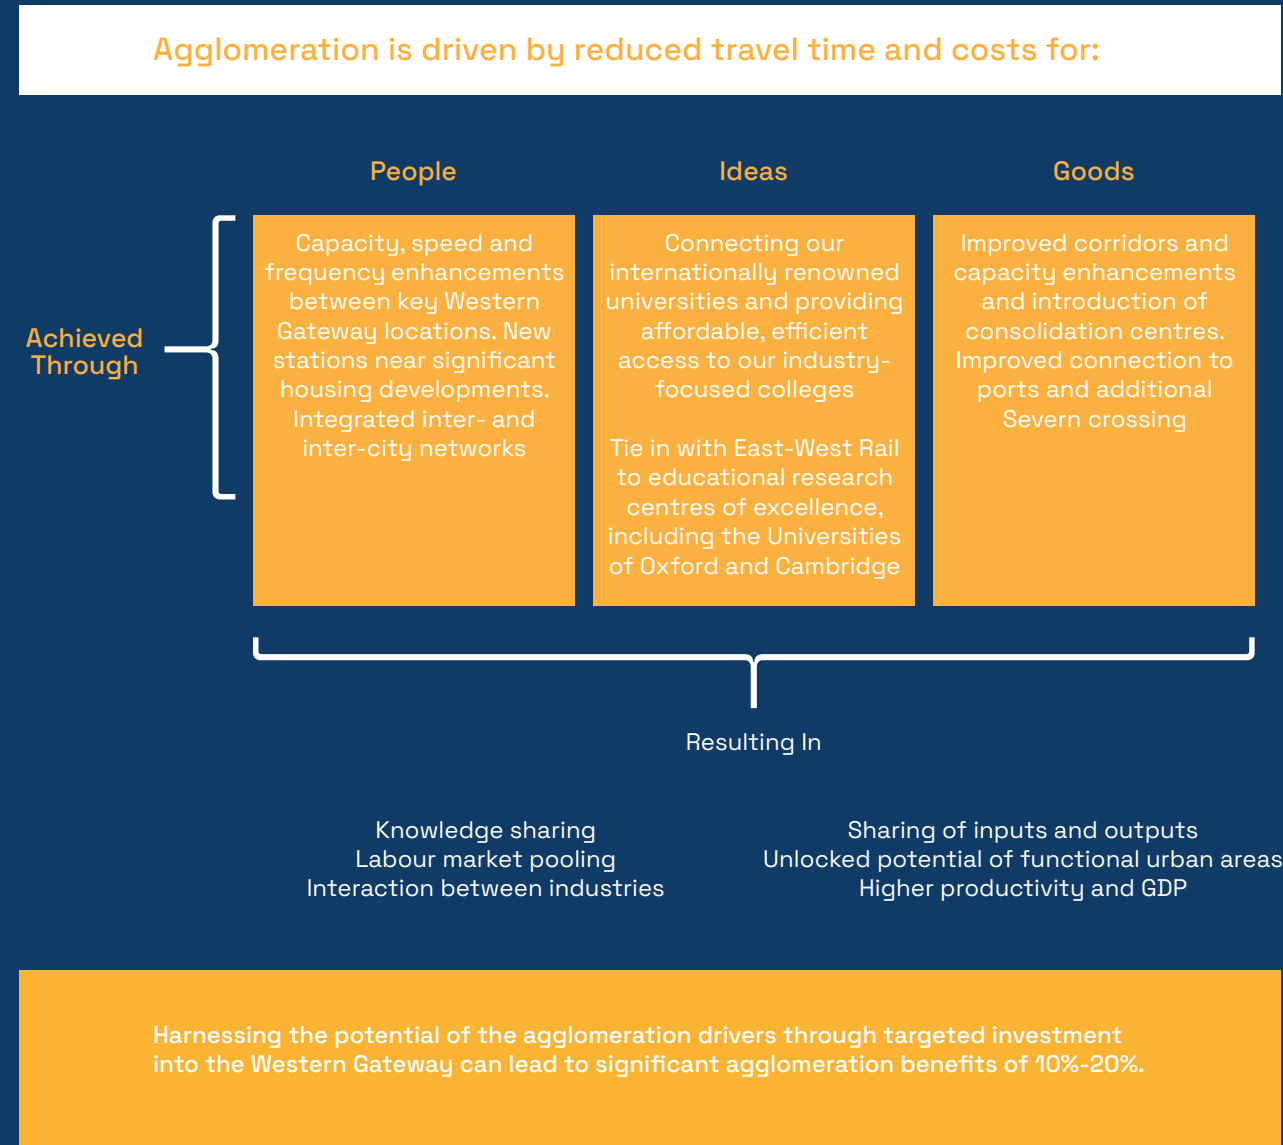 Agglomeration is driven by reduced travel time and costs for:
People
Ideas
Goods
Achieved
Through
Capacity, speed and
frequency enhancements
between key Western
Gateway locations. New
stations near significant
housing developments.
Integrated inter- and
inter-city networks
Connecting our
internationally renowned
universities and providing
affordable, efficient
access to our industry-
focused colleges
Tie in with East-West Rail
to educational research
centres of excellence,
including the Universities
of Oxford and Cambridge
Improved corridors and
capacity enhancements
and introduction of
consolidation centres.
Improved connection to
ports and additional
Severn crossing
Resulting In
Knowledge sharing
Labour market pooling
Interaction between industries
Sharing of inputs and outputs
Unlocked potential of functional urban areas
Higher productivity and GDP
Harnessing the potential of the agglomeration drivers through targeted investment
into the Western Gateway can lead to significant agglomeration benefits of 10%-20%.